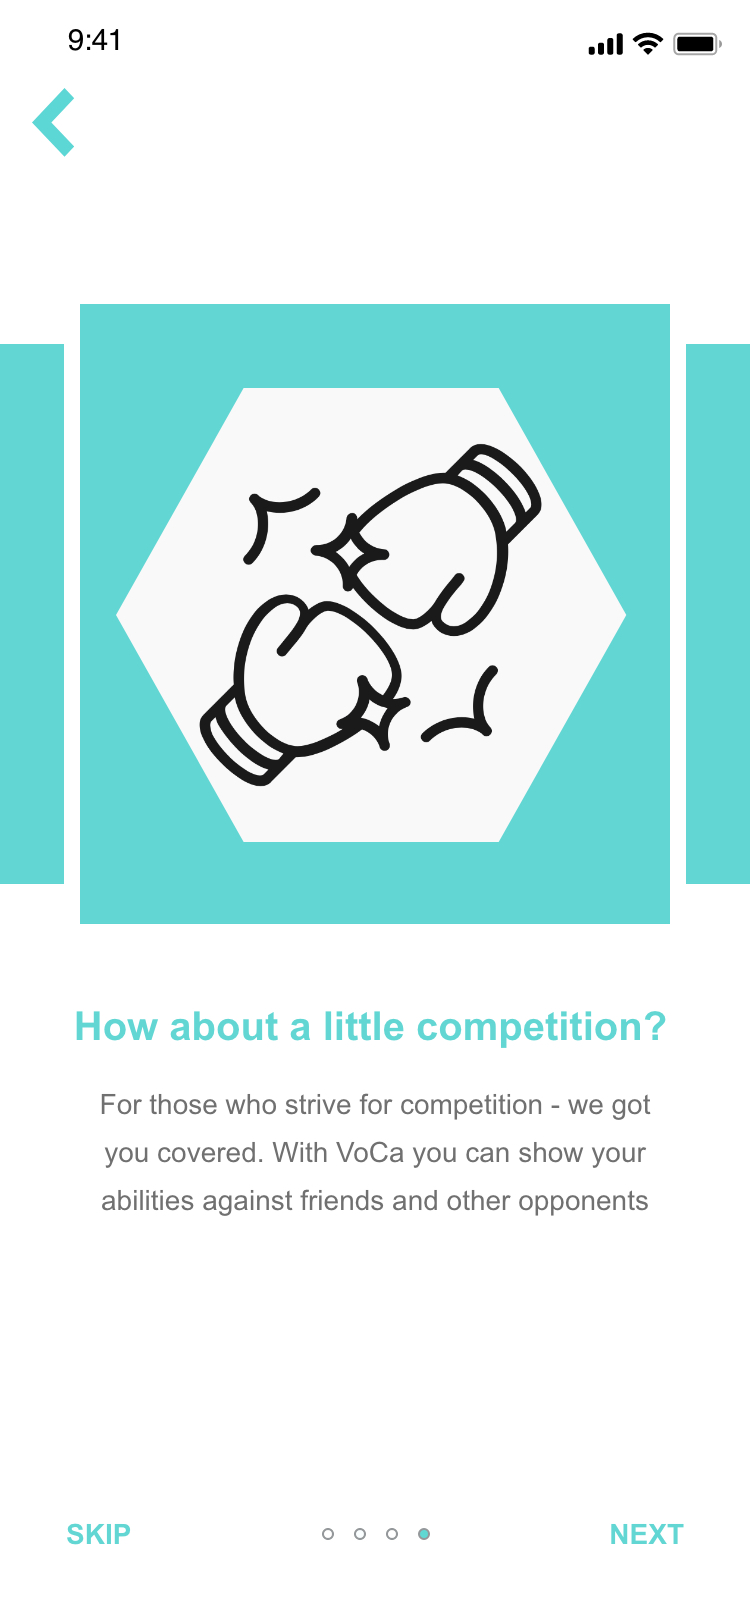 9:41
How about a little competition?
For those who strive for competition - we got
you covered. With VoCa you can show your
abilities against friends and other opponents
SKIP
NEXT